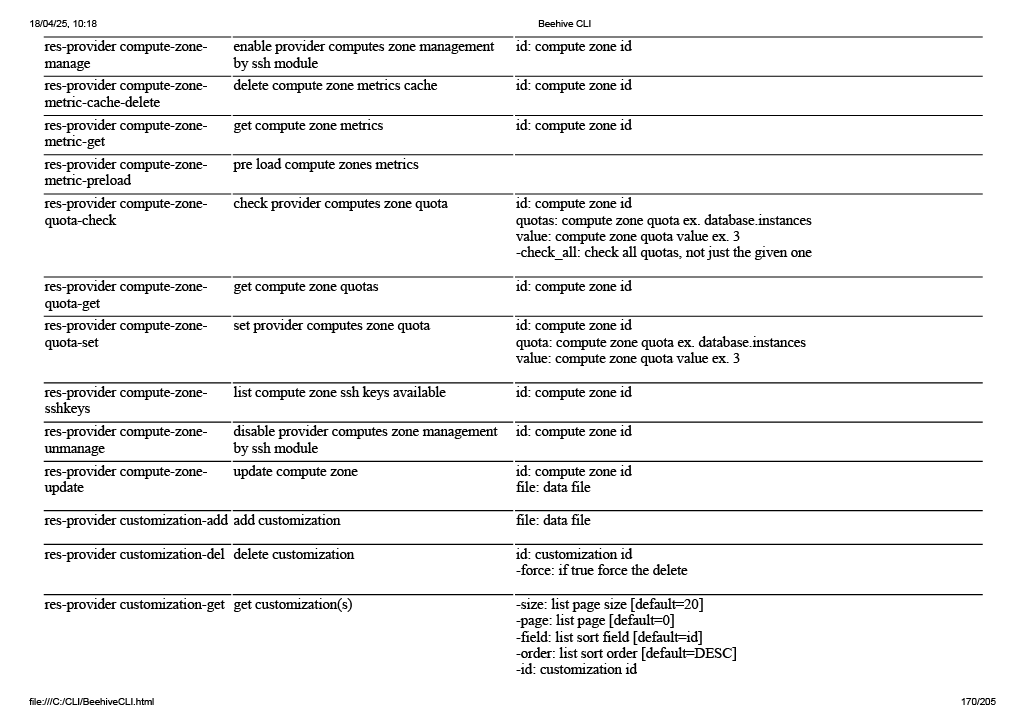 18/04/25, 10:18 Beehive CLI
res-provider compute-zone- enable provider computes zone management id: compute zone id
manage by ssh module
res-provider compute-zone- delete compute zone metrics cache id: compute zone id
metric-cache-delete
res-provider compute-zone- get compute zone metrics id: compute zone id
metric-get
res-provider compute-zone- pre load compute zones metrics
metric-preload
res-provider compute-zone- check provider computes zone quota id: compute zone id
quota-check quotas: compute zone quota ex. database.instances
value: compute zone quota value ex. 3
-check_all: check all quotas, not just the given one
res-provider compute-zone- get compute zone quotas id: compute zone id
quota-get
res-provider compute-zone- set provider computes zone quota id: compute zone id
quota-set quota: compute zone quota ex. database.instances
value: compute zone quota value ex. 3
res-provider compute-zone- list compute zone ssh keys available id: compute zone id
sshkeys
res-provider compute-zone- disable provider computes zone management id: compute zone id
unmanage by ssh module
res-provider compute-zone- update compute zone id: compute zone id
update file: data file
res-provider customization-add add customization file: data file
res-provider customization-del delete customization id: customization id
-force: if true force the delete
res-provider customization-get get customization(s) -size: list page size [default=20]
-page: list page [default=0]
-field: list sort field [default=id]
-order: list sort order [default=DESC]
-id: customization id
file:///C:/CLI/BeehiveCLI.html 170/205